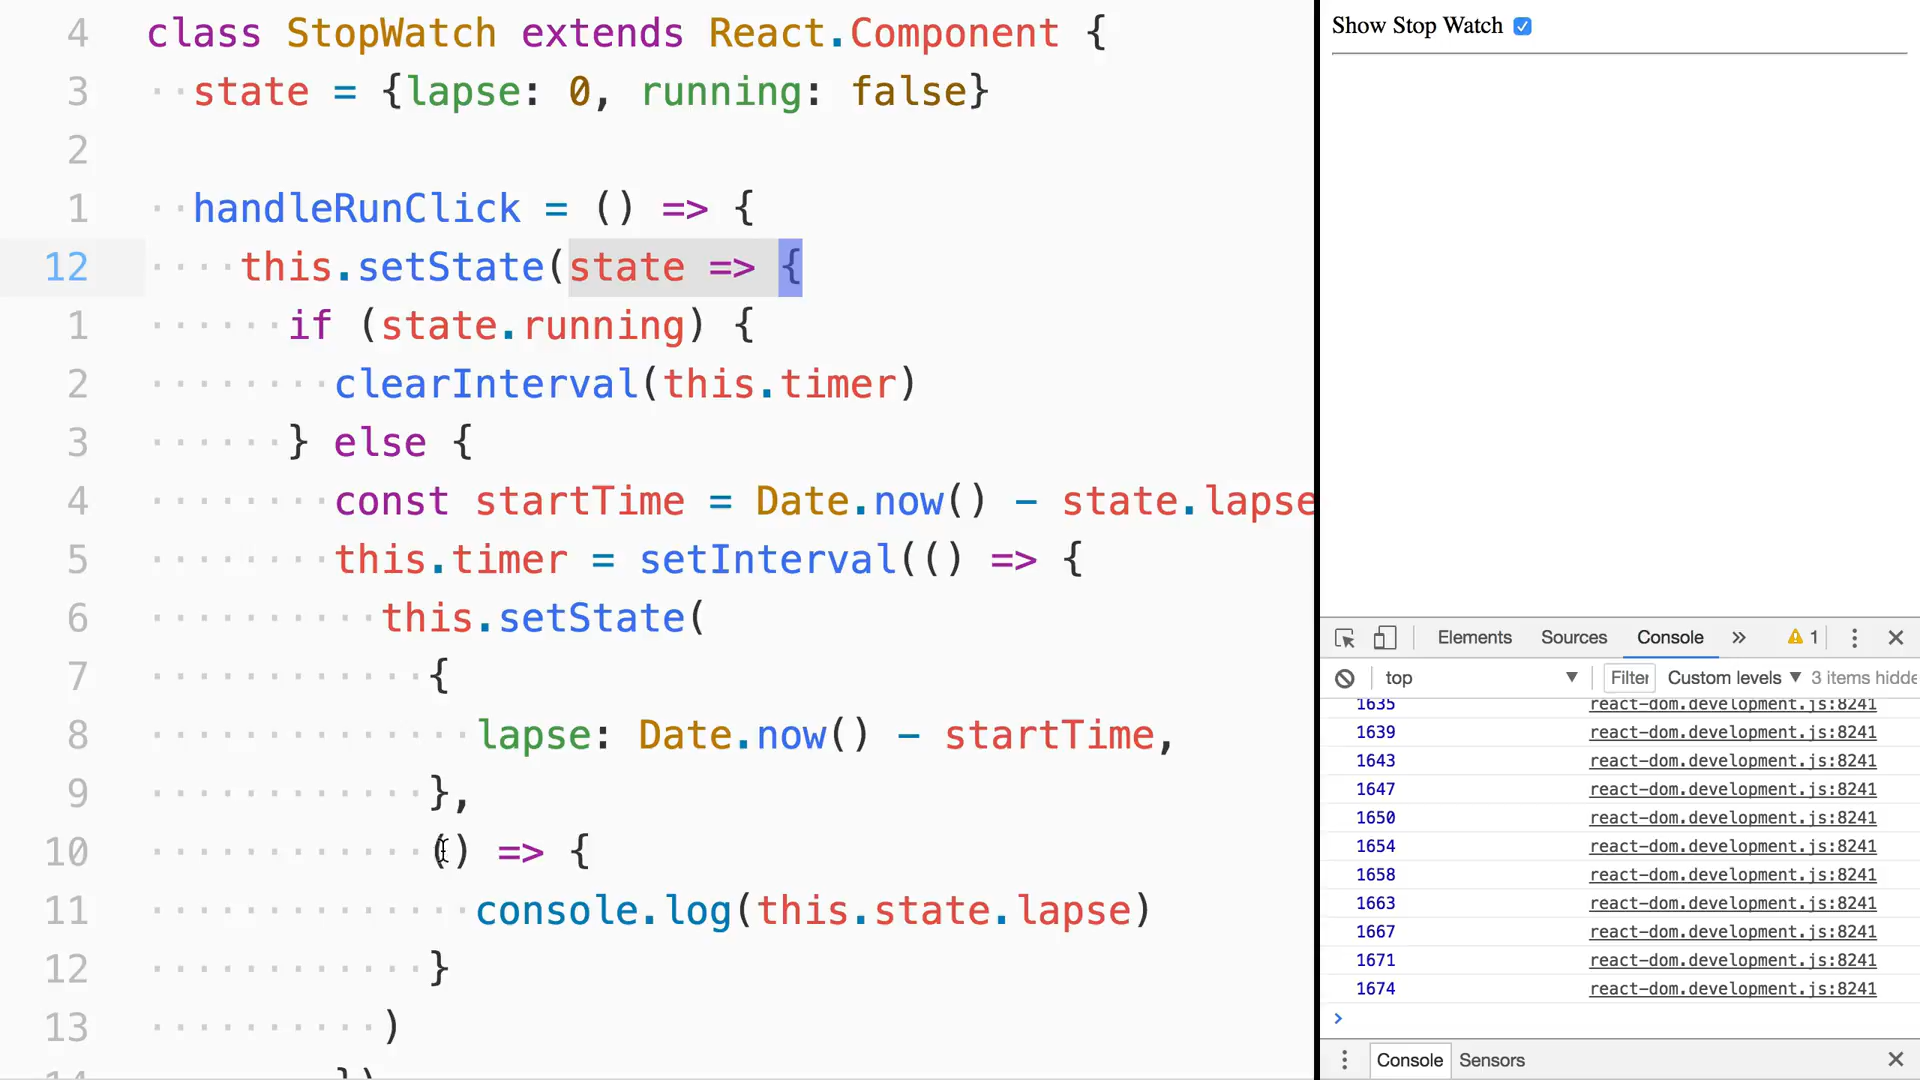 4 class StopWatch extends React.Component {
3 state = {lapse: 0, running: false}
2
1 handleRunClick = () => {
12 this.setState(state => {
1 if (state.running) {
2 clearInterval(this.timer)
3 } else {
4 const startTime = Date.now() - state.lapse
5 this.timer = setInterval(() => {
6 this.setState(
7 {
8 lapse: Date.now() - startTime,
9 },
10 () => {
11 console.log(this.state.lapse)
12 }
13 )
14 })
Show Stop Watch
Elements Sources Console » 1
top Filter Custom levels 3 items hidde
1635 react-dom.development.js:8241
1639 react-dom.development.js:8241
1643 react-dom.development.js:8241
1647 react-dom.development.js:8241
1650 react-dom.development.js:8241
1654 react-dom.development.js:8241
1658 react-dom.development.js:8241
1663 react-dom.development.js:8241
1667 react-dom.development.js:8241
1671 react-dom.development.js:8241
1674 react-dom.development.js:8241
>
Console Sensors